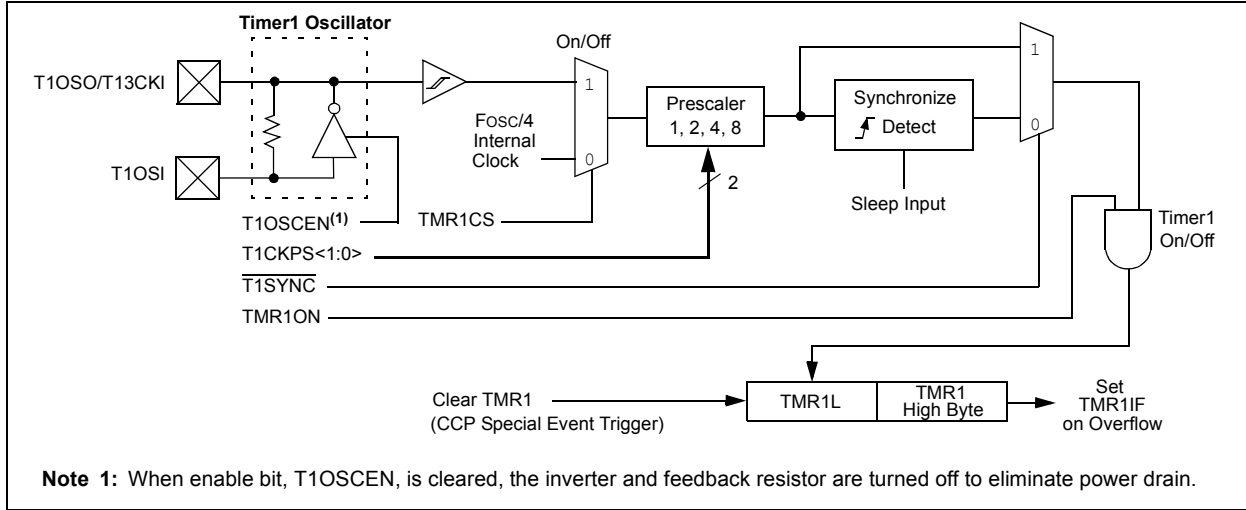 Timer1 Oscillator
T1OSO/T13CKI
T1OSI
On/Off
1
FOSC/4
Internal
Clock
0
Prescaler
1, 2, 4, 8
2
Synchronize
Detect
Sleep Input
1
0
T1OSCEN(1)
TMR1CS
T1CKPS<1:0>
T1SYNC
TMR1ON
Timer1
On/Off
Clear TMR1
(CCP Special Event Trigger)
TMR1L
TMR1
High Byte
Set
TMR1IF
on Overflow
Note 1: When enable bit, T1OSCEN, is cleared, the inverter and feedback resistor are turned off to eliminate power drain.